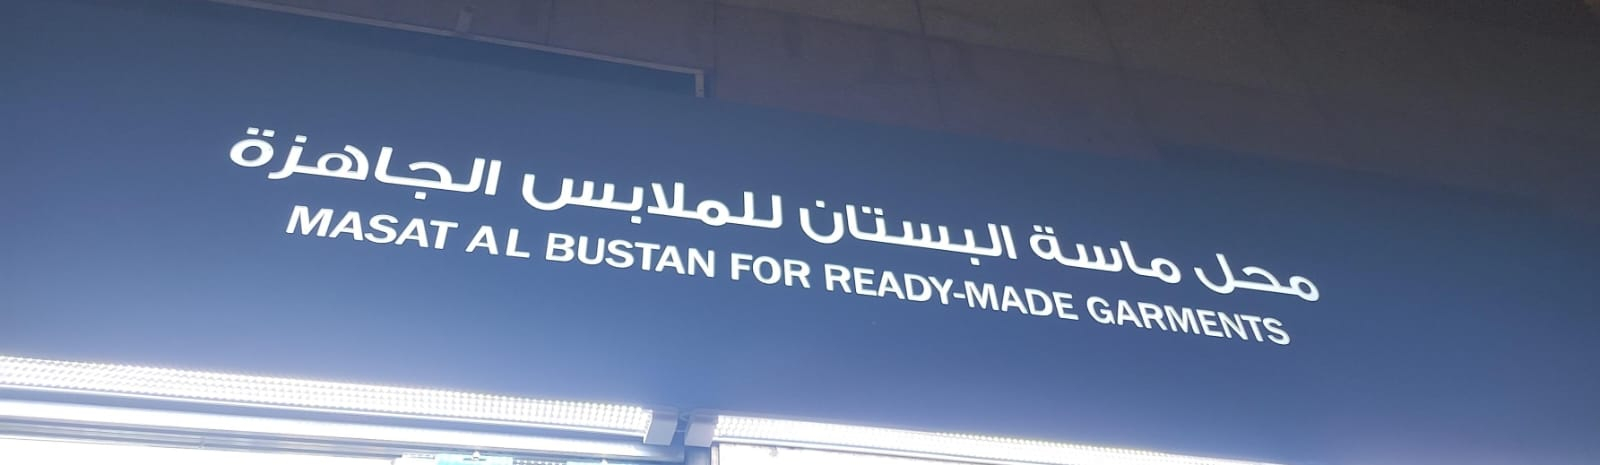 محل ماسة البستان للملابس الجاهزة
MASAT AL BUSTAN FOR READY-MADE GARMENTS